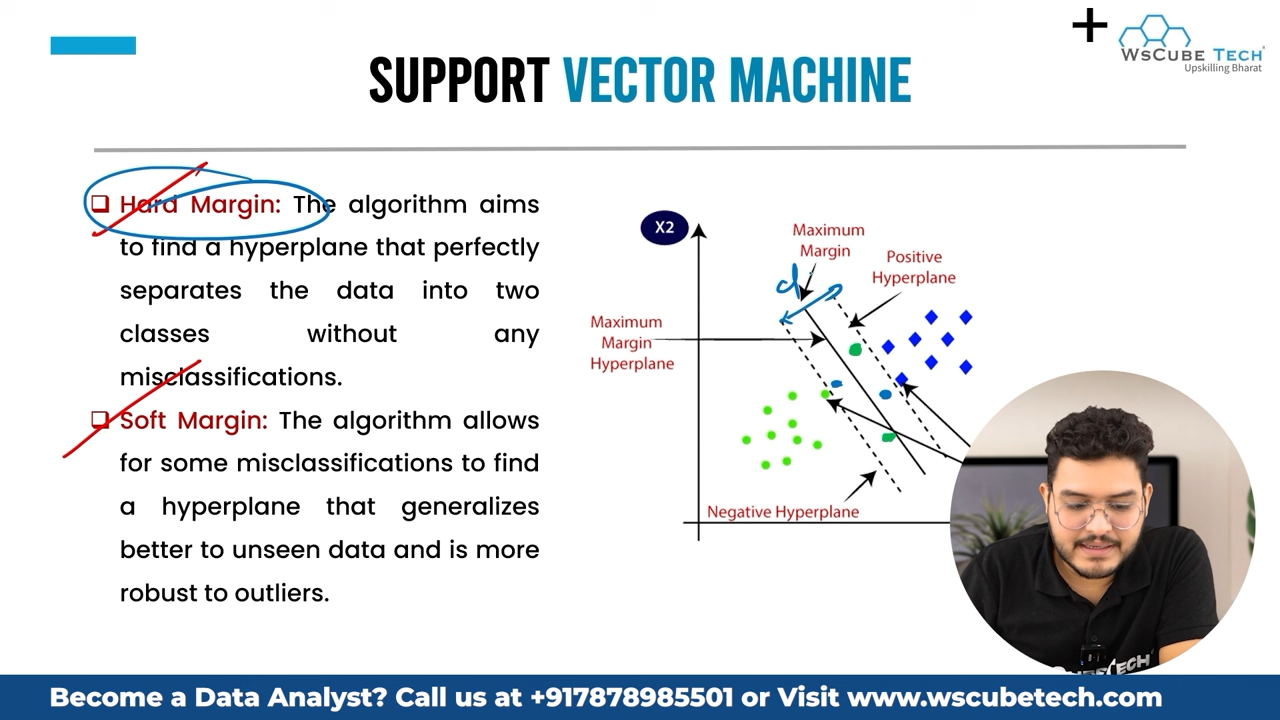 WsCube Tech
Upskilling Bharat
SUPPORT VECTOR MACHINE
❑ Hard Margin: The algorithm aims
to find a hyperplane that perfectly
separates the data into two
classes without any
misclassifications.
❑ Soft Margin: The algorithm allows
for some misclassifications to find
a hyperplane that generalizes
better to unseen data and is more
robust to outliers.
X2
Maximum
Margin
d
Positive
Hyperplane
Maximum
Margin
Hyperplane
Negative Hyperplane
Become a Data Analyst? Call us at +917878985501 or Visit www.wscubetech.com